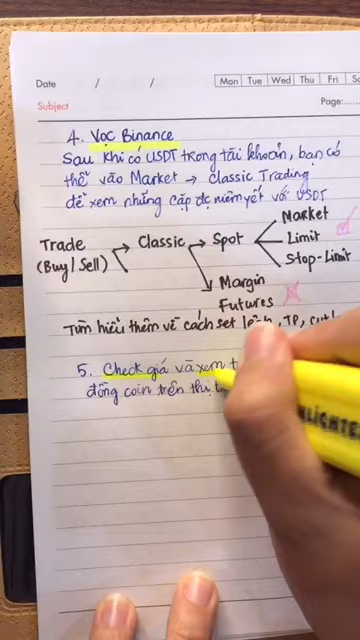 Date / /
Mon Tue Wed Thu Fri Sa
Subject
Page:
4. Vọc Binance
Sau khi có USDT trong tài khoản, bạn có
thể vào Market → Classic Trading
để xem những cặp đc niêm yết với USDT
Trade → Classic → Spot
(Buy/Sell)
Market
Limit
Stop-Limit
Margin
Futures
Tìm hiểu thêm về cách set lệnh, TP,
5. Check giá và xem
đồng coin trên thị
HIGHLIGHTER